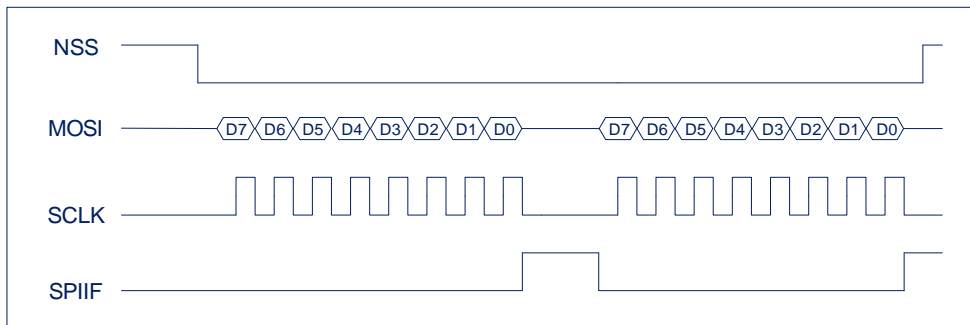 NSS
MOSI D7 D6 D5 D4 D3 D2 D1 D0 D7 D6 D5 D4 D3 D2 D1 D0
SCLK
SPIIF